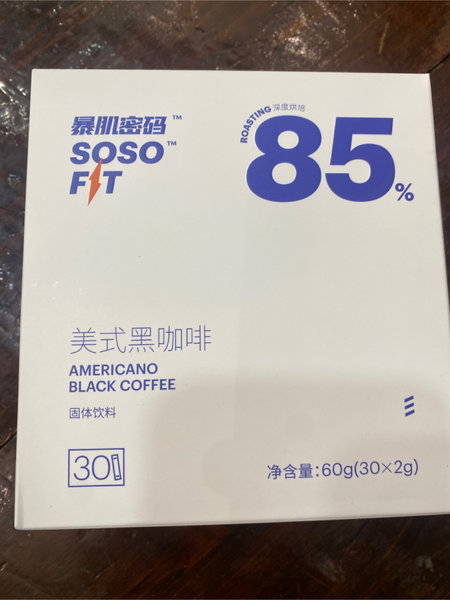 暴肌密码™
SOSO™
FIT
ROASTING 深度烘培
85%
美式黑咖啡
AMERICANO
BLACK COFFEE
固体饮料
30
净含量:60g(30×2g)